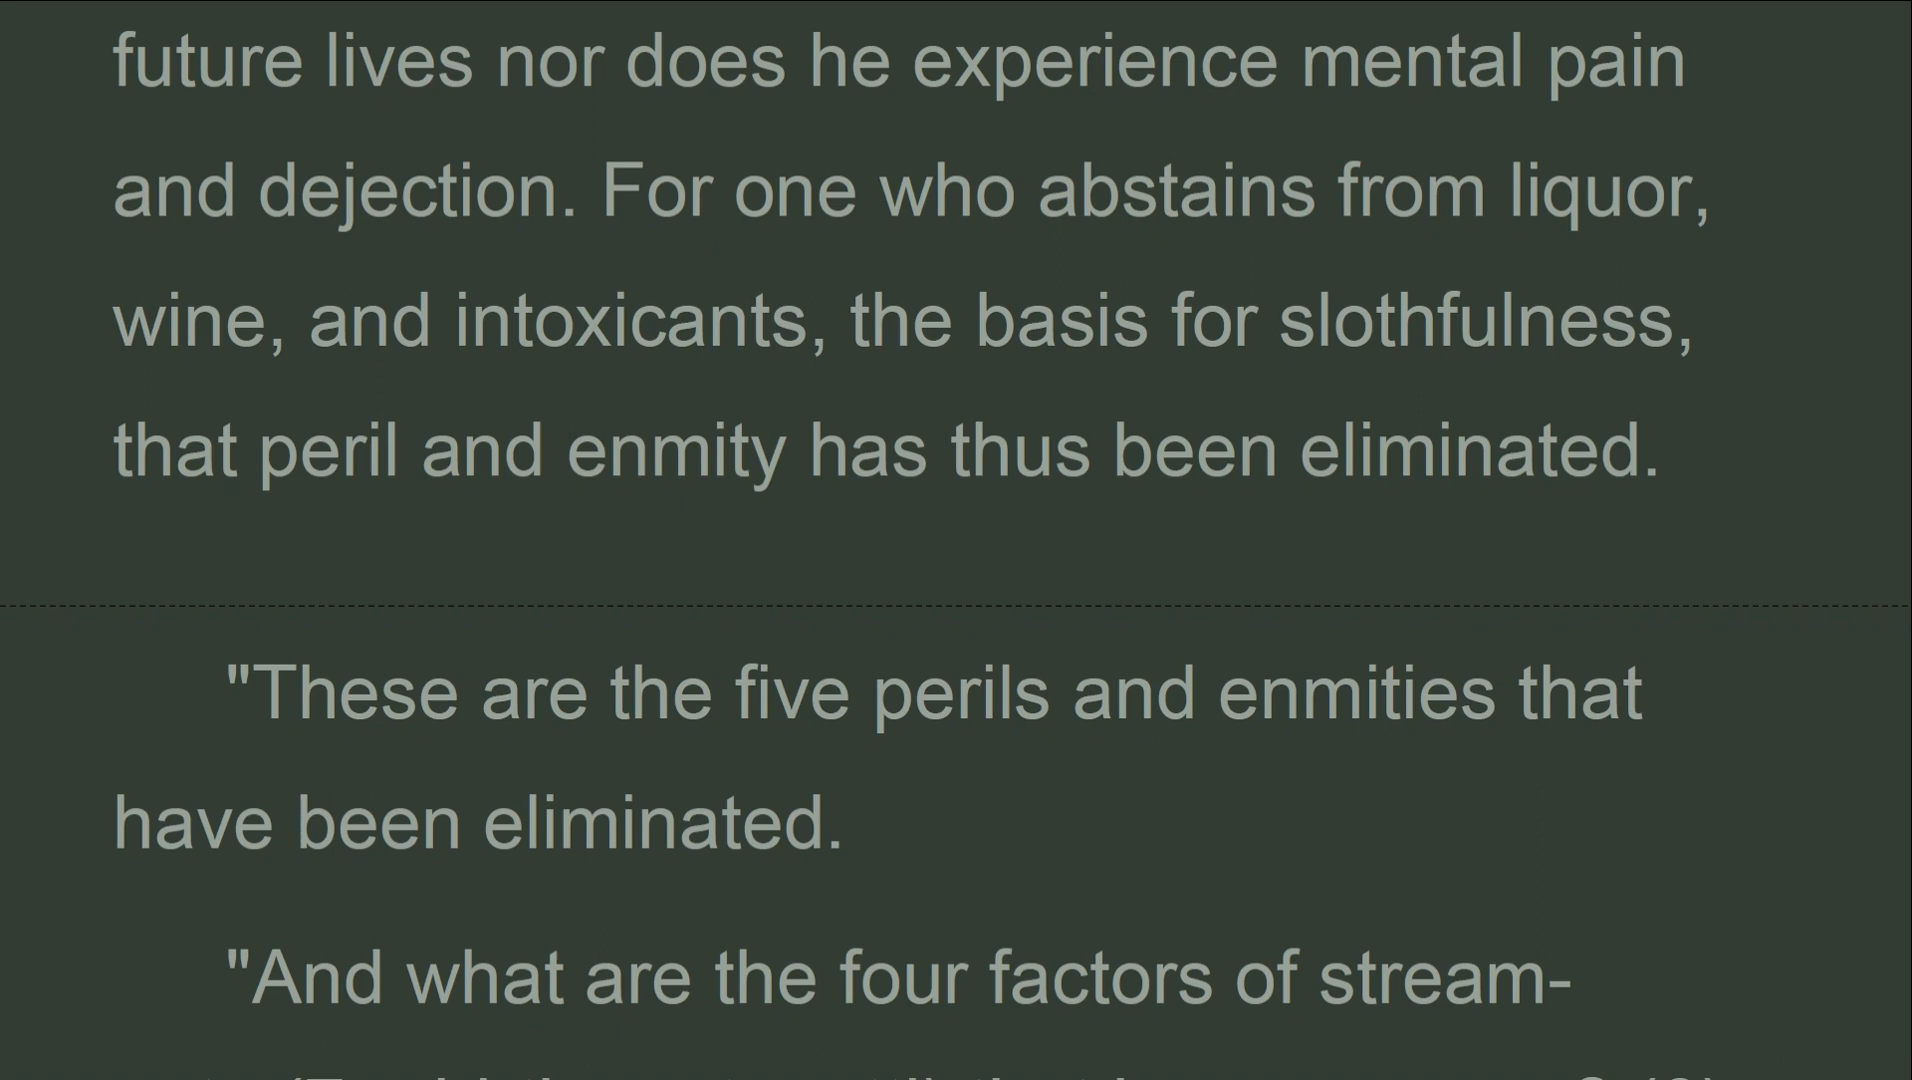 future lives nor does he experience mental pain
and dejection. For one who abstains from liquor,
wine, and intoxicants, the basis for slothfulness,
that peril and enmity has thus been eliminated.
"These are the five perils and enmities that
have been eliminated.
"And what are the four factors of stream-